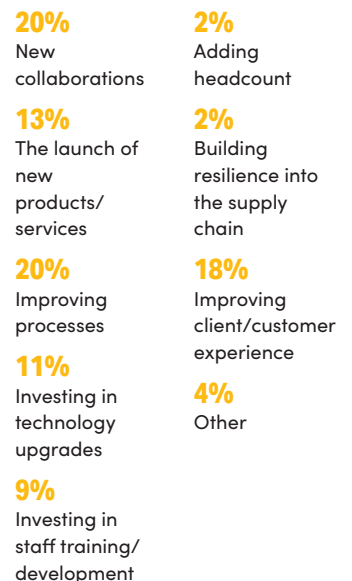 20%
New
collaborations
13%
The launch of
new
products/
services
20%
Improving
processes
11%
Investing in
technology
upgrades
9%
Investing in
staff training/
development
2%
Adding
headcount
2%
Building
resilience into
the supply
chain
18%
Improving
client/customer
experience
4%
Other